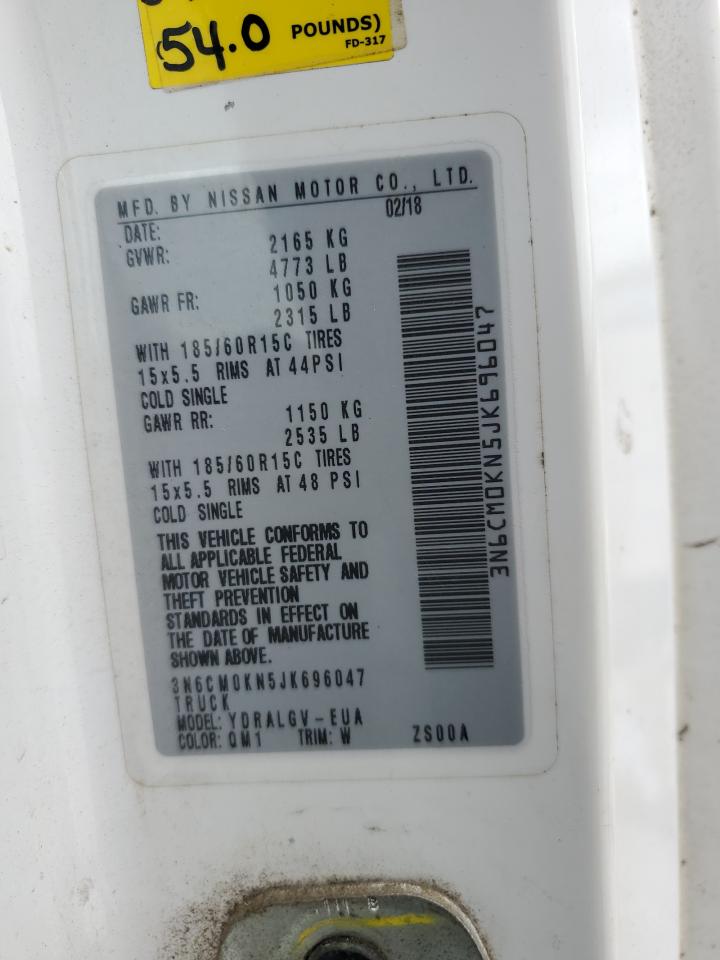 54.0 POUNDS)
FD-317
MFD. BY NISSAN MOTOR CO., LTD.
DATE: 02/18
GVWR: 2165 KG
4773 LB
GAWR FR: 1050 KG
2315 LB
WITH 185/60R15C TIRES
15x5.5 RIMS AT 44PSI
COLD SINGLE
GAWR RR: 1150 KG
2535 LB
WITH 185/60R15C TIRES
15x5.5 RIMS AT 48 PSI
COLD SINGLE
THIS VEHICLE CONFORMS TO
ALL APPLICABLE FEDERAL
MOTOR VEHICLE SAFETY AND
THEFT PREVENTION
STANDARDS IN EFFECT ON
THE DATE OF MANUFACTURE
SHOWN ABOVE.
3N6CM0KN5JK696047
TRUCK
MODEL: YDRALGV-EUA
COLOR: QM1 TRIM: W ZS00A
3N6CM0KN5JK696047